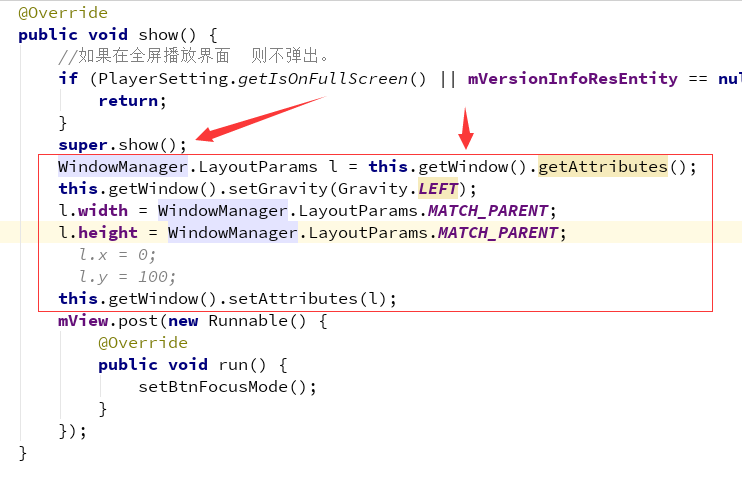 @Override
public void show() {
//如果在全屏播放界面  则不弹出。
if (PlayerSetting.getIsOnFullScreen() || mVersionInfoResEntity == nul
return;
}
super.show();
WindowManager.LayoutParams l = this.getWindow().getAttributes();
this.getWindow().setGravity(Gravity.LEFT);
l.width = WindowManager.LayoutParams.MATCH_PARENT;
l.height = WindowManager.LayoutParams.MATCH_PARENT;
l.x = 0;
l.y = 100;
this.getWindow().setAttributes(l);
mView.post(new Runnable() {
@Override
public void run() {
setBtnFocusMode();
}
});
}